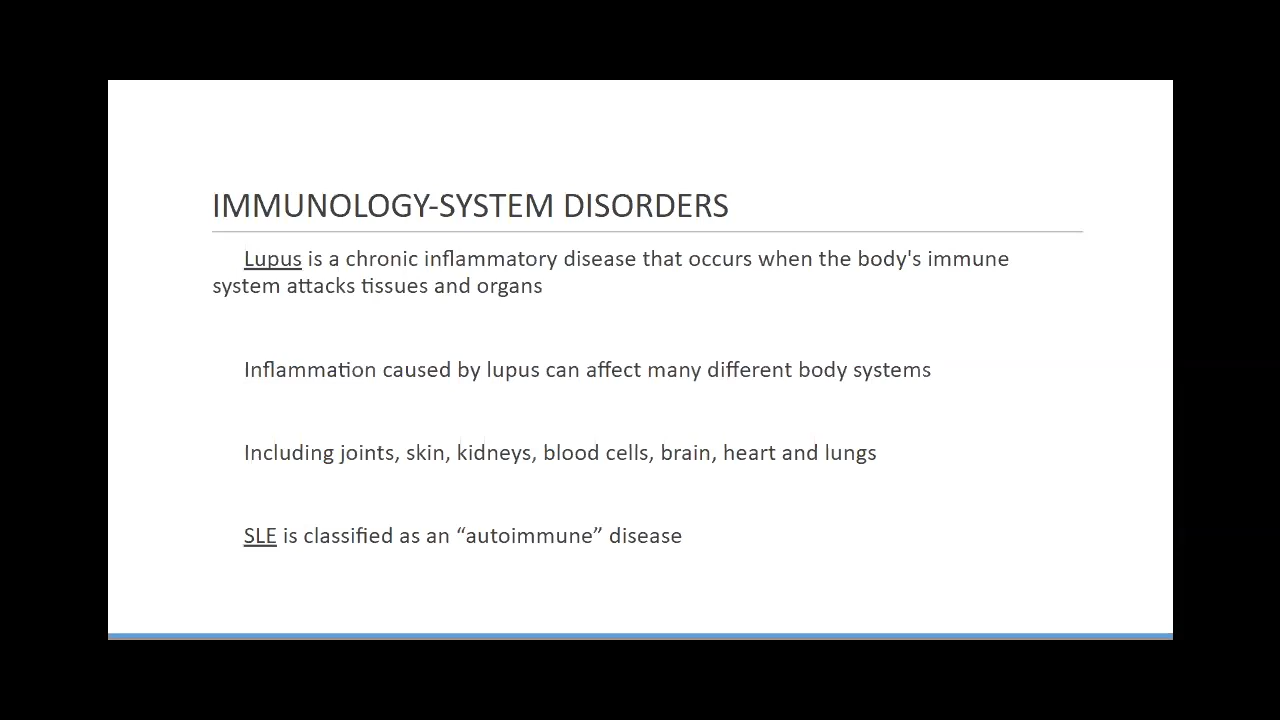 IMMUNOLOGY-SYSTEM DISORDERS
Lupus is a chronic inflammatory disease that occurs when the body's immune
system attacks tissues and organs
Inflammation caused by lupus can affect many different body systems
Including joints, skin, kidneys, blood cells, brain, heart and lungs
SLE is classified as an “autoimmune” disease